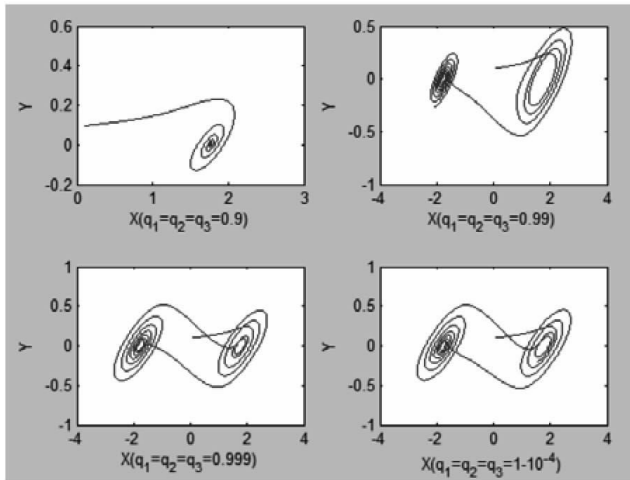 0.6
0.4
0.2
0
-0.2
Y
0 1 2 3
X(q1=q2=q3=0.9)
0.5
0
-0.5
-1
Y
-4 -2 0 2 4
X(q1=q2=q3=0.99)
1
0.5
0
-0.5
-1
Y
-4 -2 0 2 4
X(q1=q2=q3=0.999)
1
0.5
0
-0.5
-1
Y
-4 -2 0 2 4
X(q1=q2=q3=1-10-4)